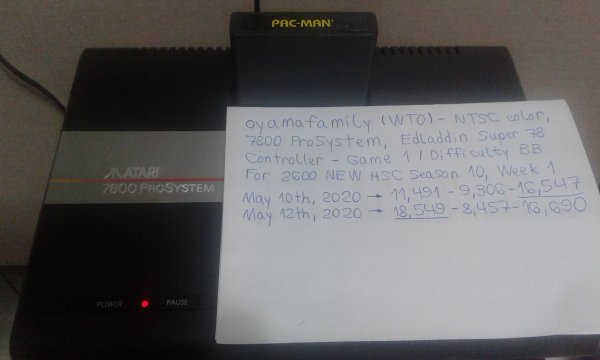 PAC-MAN
oyamafamily (WTO) - NTSC color,
7800 ProSystem, Edladdin Super 78
Controller - Game 1 / Difficulty BB
For 2600 NEW HSC Season 10, Week 1
May 10th, 2020 → 11,491 - 9,306 - 16,547
May 12th, 2020 → 18,549 - 8,457 - 16,690
ATARI
7800 PROSYSTEM
POWER PAUSE